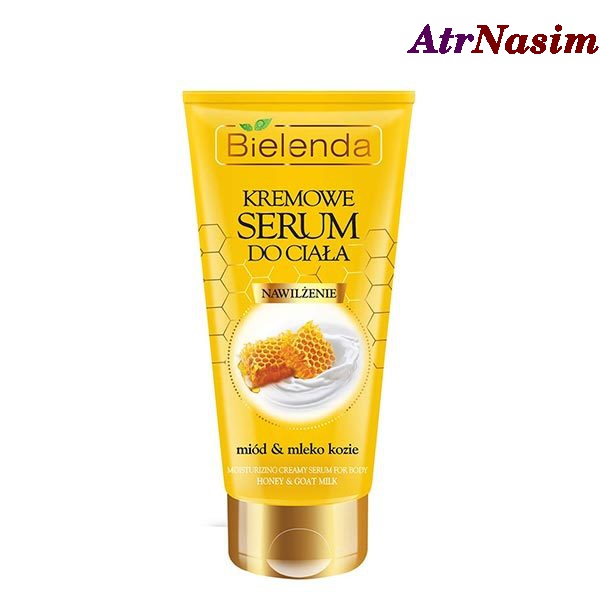 AtrNasim
Bielenda
KREMOWE
SERUM
DO CIAŁA
NAWILŻENIE
miód & mleko kozie
MOISTURIZING CREAMY SERUM FOR BODY
HONEY & GOAT MILK